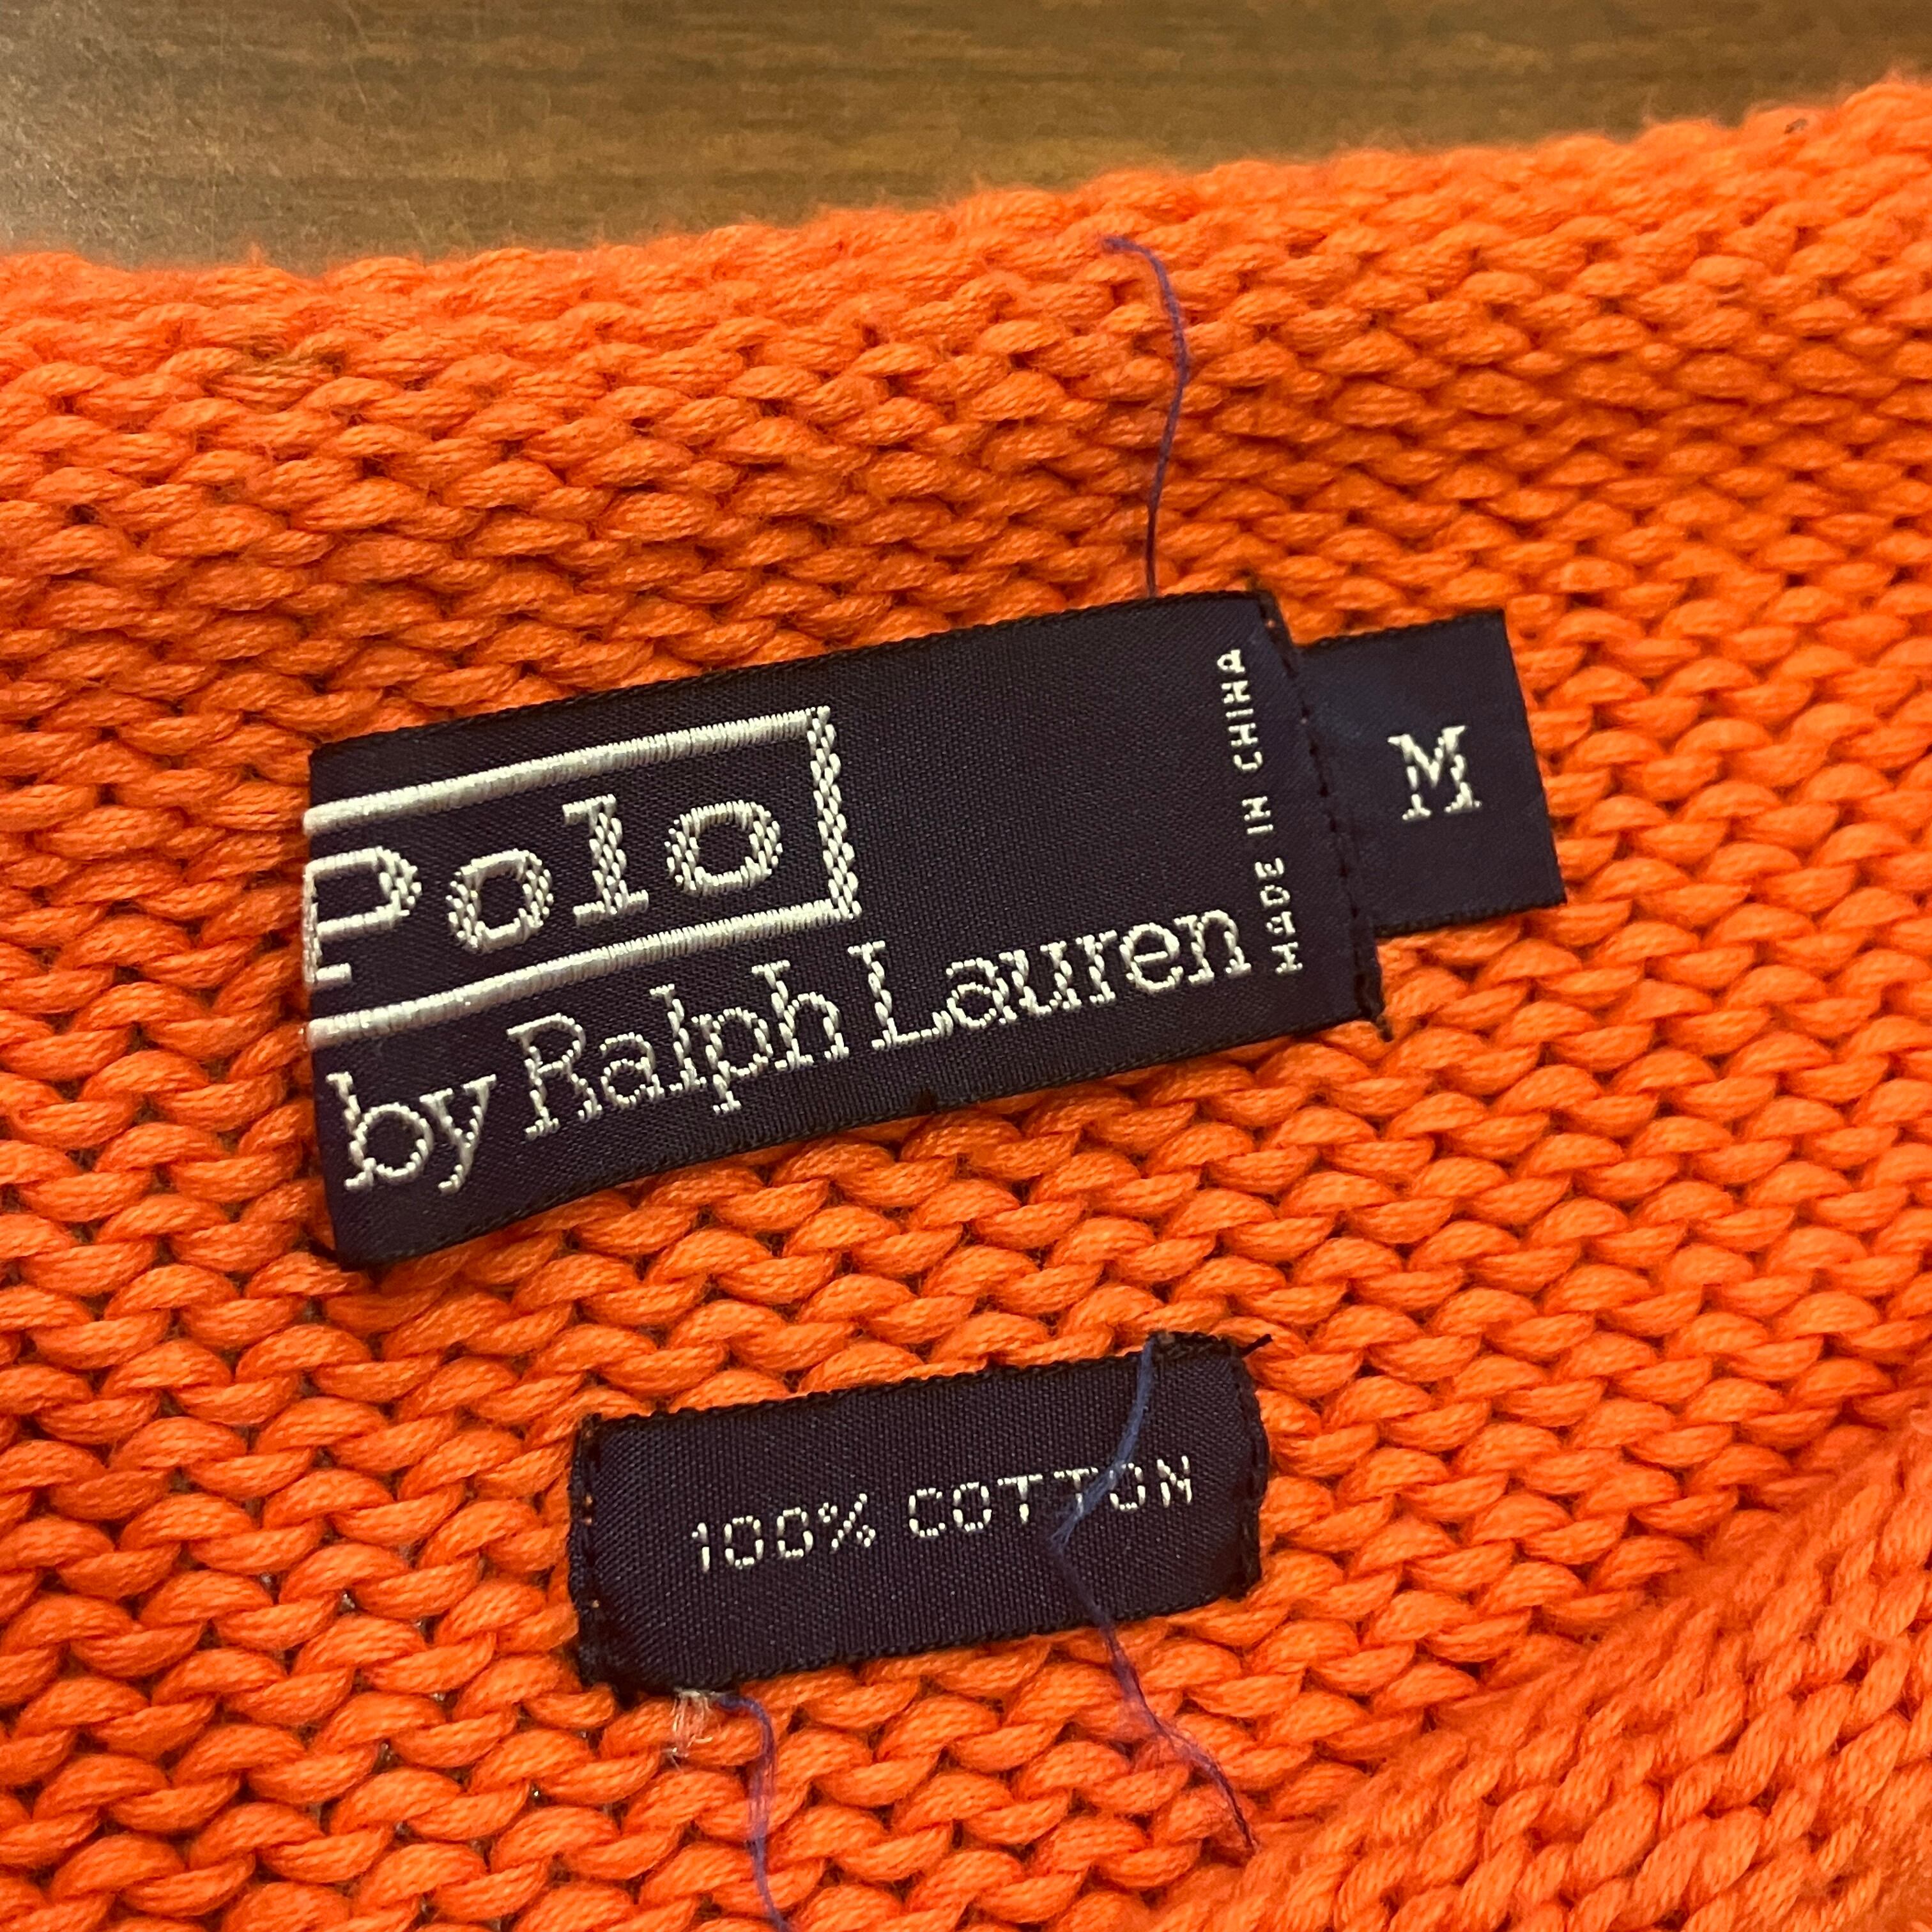 Polo
by Ralph Lauren
MADE IN CHINA
M
100% COTTON